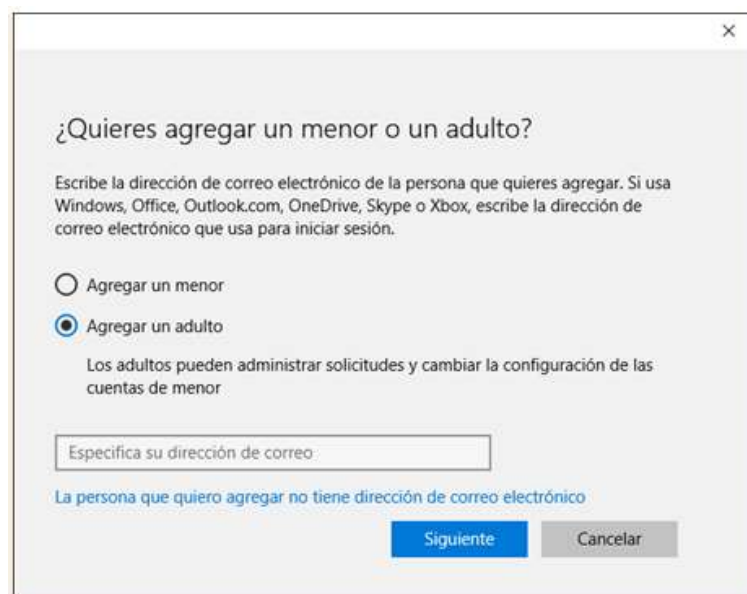 ¿Quieres agregar un menor o un adulto?
Escribe la dirección de correo electrónico de la persona que quieres agregar. Si usa
Windows, Office, Outlook.com, OneDrive, Skype o Xbox, escribe la dirección de
correo electrónico que usa para iniciar sesión.
Agregar un menor
Agregar un adulto
Los adultos pueden administrar solicitudes y cambiar la configuración de las
cuentas de menor
Especifica su dirección de correo
La persona que quiero agregar no tiene dirección de correo electrónico
Siguiente Cancelar